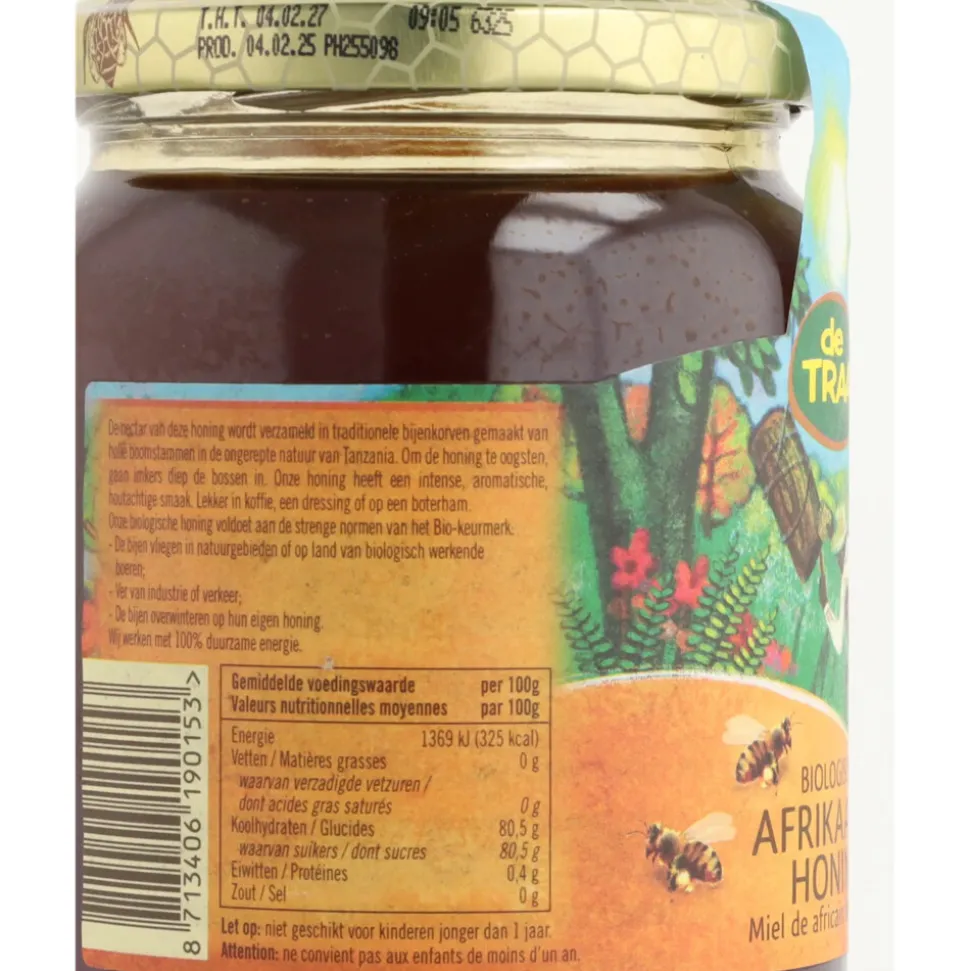 T.H.T. 04.02.27 09:05 6325
PROD. 04.02.25 PH255098
de
TRA
De nectar van deze honing wordt verzameld in traditionele bijenkorven gemaakt van
holle boomstammen in de ongerepte natuur van Tanzania. Om de honing te oogsten,
gaan imkers diep de bossen in. Onze honing heeft een intense, aromatische,
houtachtige smaak. Lekker in koffie, een dressing of op een boterham.
Onze biologische honing voldoet aan de strenge normen van het Bio-keurmerk:
- De bijen vliegen in natuurgebieden of op land van biologisch werkende
boeren;
- Ver van industrie of verkeer;
- De bijen overwinteren op hun eigen honing.
Wij werken met 100% duurzame energie.
8 713406 190153 >
Gemiddelde voedingswaarde per 100g
Valeurs nutritionnelles moyennes par 100g
Energie 1369 kJ (325 kcal)
Vetten / Matières grasses 0 g
waarvan verzadigde vetzuren /
dont acides gras saturés 0 g
Koolhydraten / Glucides 80,5 g
waarvan suikers / dont sucres 80,5 g
Eiwitten / Protéines 0,4 g
Zout / Sel 0 g
Let op: niet geschikt voor kinderen jonger dan 1 jaar.
Attention: ne convient pas aux enfants de moins d'un an.
BIOLOGIS
AFRIKA
HONI
Miel de african